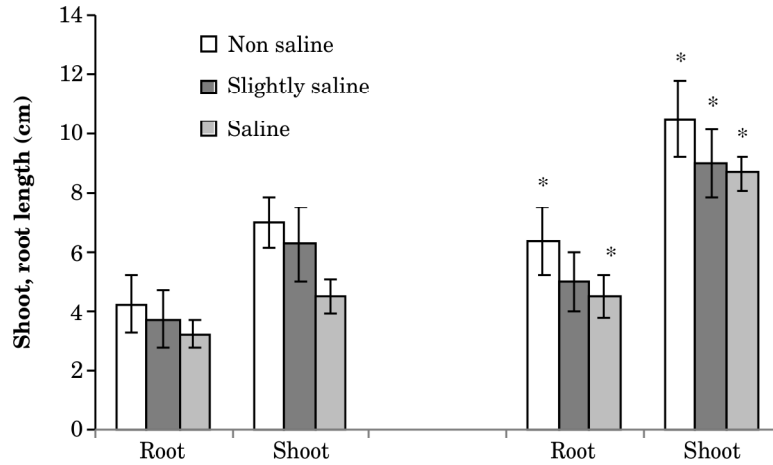 Shoot, root length (cm)
14
12
10
8
6
4
2
0
Non saline
Slightly saline
Saline
*
*
*
*
*
Root
Shoot
Root
Shoot